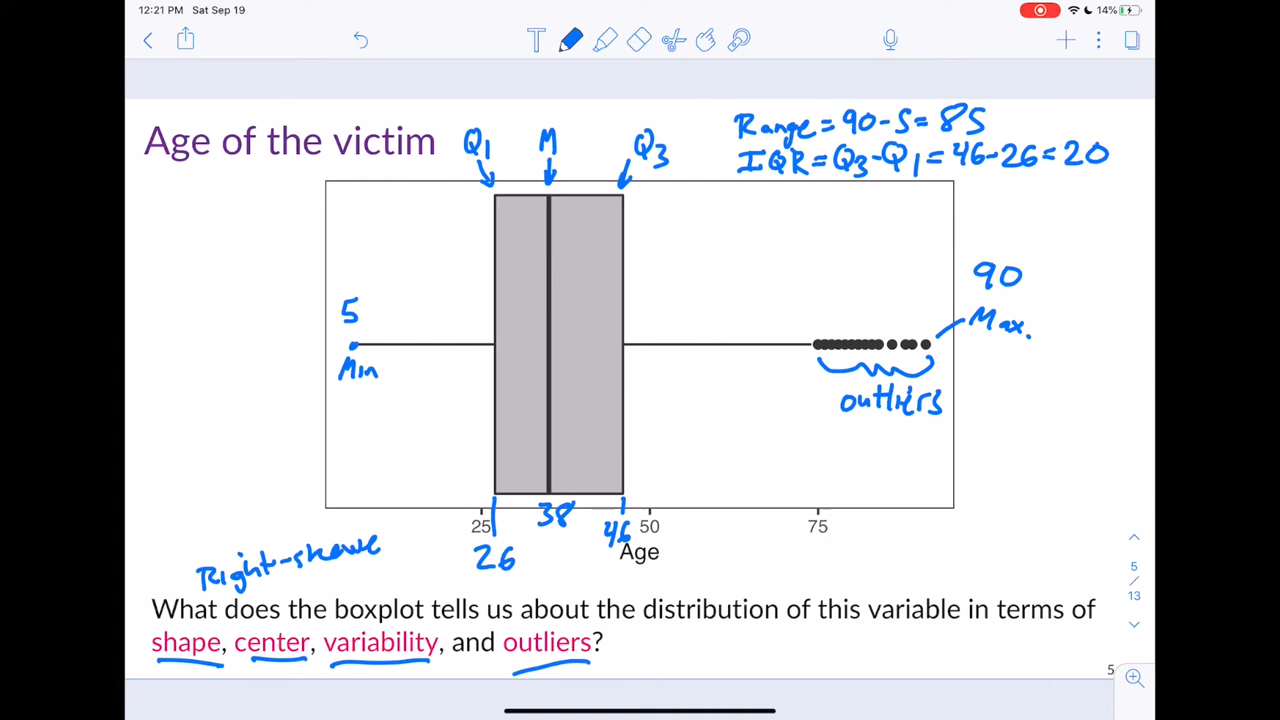 12:21 PM Sat Sep 19
14%
T
Age of the victim
Q1 M Q3
Range = 90-5 = 85
IQR = Q3-Q1 = 46-26 = 20
5
Min
90
Max.
outliers
25 50 75
26 38 46
Age
Right-skewe
What does the boxplot tells us about the distribution of this variable in terms of
shape, center, variability, and outliers?
5
/
13
5